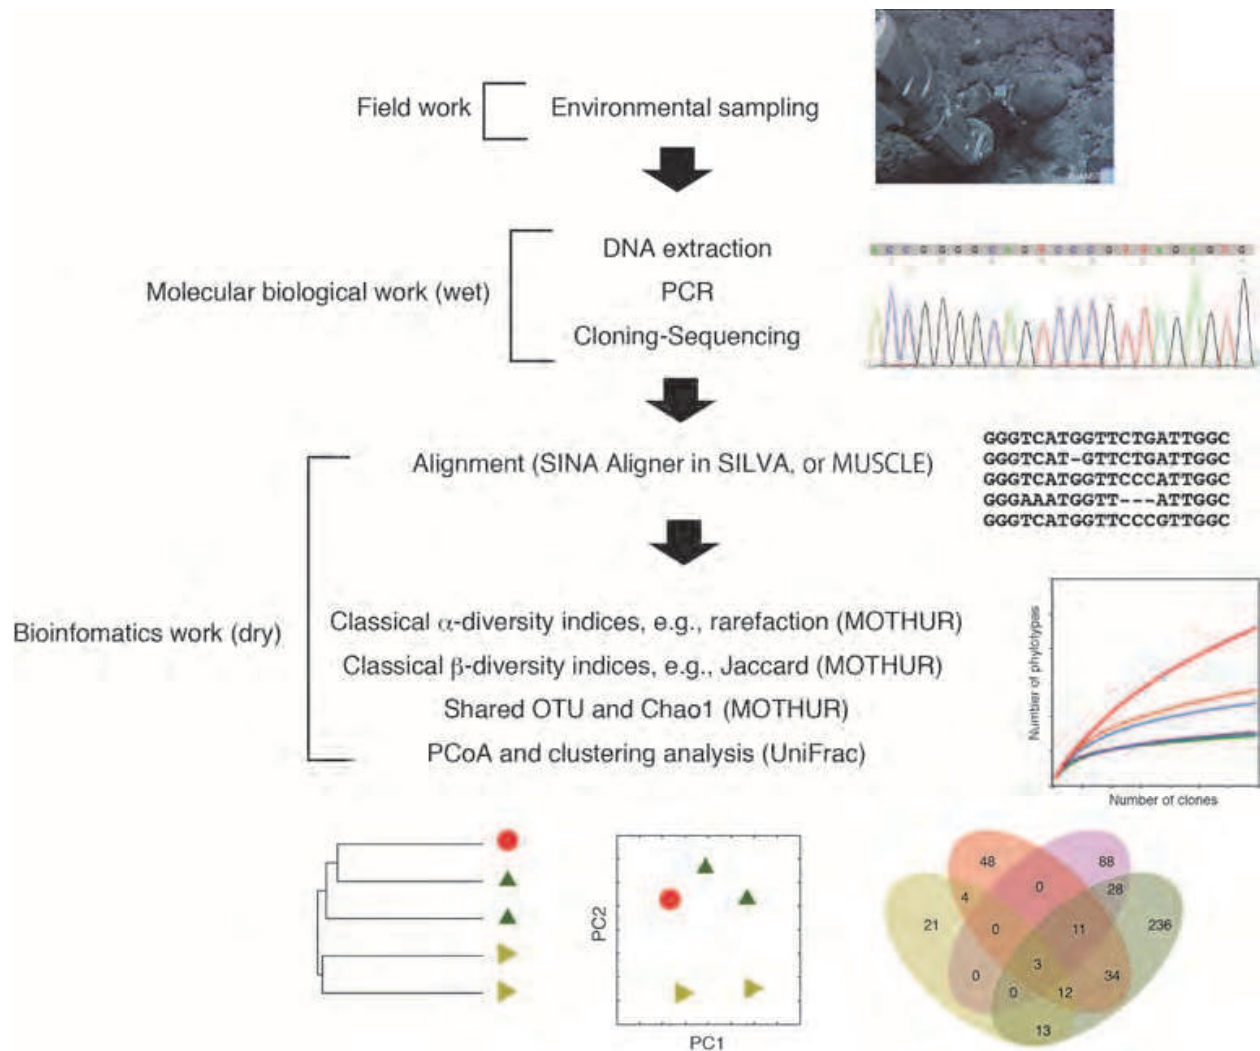 Field work
Environmental sampling
Molecular biological work (wet)
DNA extraction
PCR
Cloning-Sequencing
Bioinfomatics work (dry)
Alignment (SINA Aligner in SILVA, or MUSCLE)
GGGTCATGGTTCTGATTGGC
GGGTCAT-GTTCTGATTGGC
GGGTCATGGTTCCCATTGGC
GGGAAATGGTT---ATTGGC
GGGTCATGGTTCCCGTTGGC
Classical α-diversity indices, e.g., rarefaction (MOTHUR)
Classical β-diversity indices, e.g., Jaccard (MOTHUR)
Shared OTU and Chao1 (MOTHUR)
PCoA and clustering analysis (UniFrac)
Numbier of phylotypas
Number of clones
PC2
PC1
48
88
0
28
4
21
0
11
236
3
0
34
0
12
13